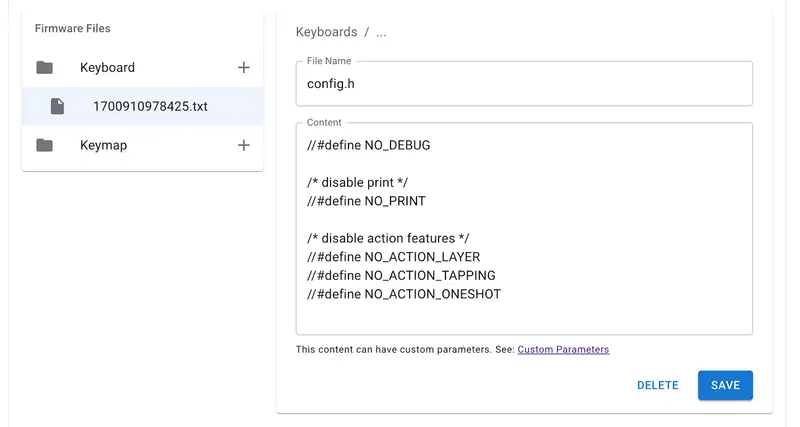 Firmware Files
Keyboard
1700910978425.txt
Keymap
Keyboards / ...
File Name
config.h
Content
//#define NO_DEBUG
/* disable print */
//#define NO_PRINT
/* disable action features */
//#define NO_ACTION_LAYER
//#define NO_ACTION_TAPPING
//#define NO_ACTION_ONESHOT
This content can have custom parameters. See: Custom Parameters
DELETE SAVE